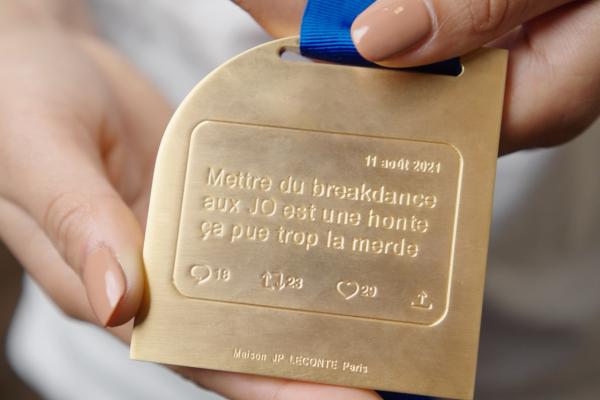 11 août 2021
Mettre du breakdance
aux JO est une honte
ça pue trop la merde
18 23 29
Maison JP LECONTE Paris